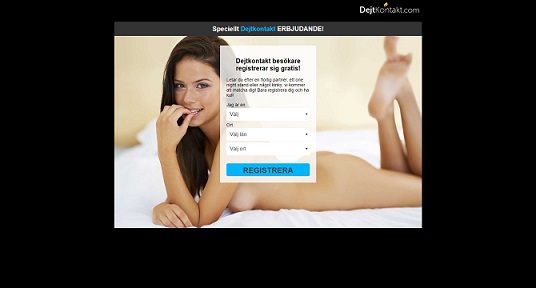 DejtKontakt.com
Speciellt Dejtkontakt ERBJUDANDE!
Dejtkontakt besökare
registrerar sig gratis!
Letar du efter en flörtig partner, ett one
night stand eller något kinky, vi kommer
att matcha dig! Bara registrera dig och ha
kul!
Jag är en...
Välj
Ort
Välj län
Välj ort
REGISTRERA